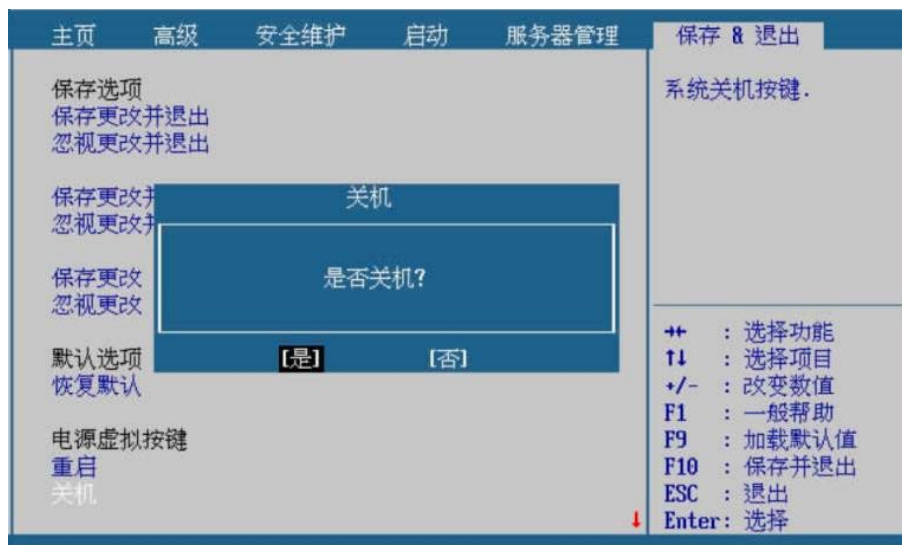 主页 高级 安全维护 启动 服务器管理 保存 & 退出
保存选项
保存更改并退出
忽视更改并退出
保存更改并
忽视更改并
保存更改
忽视更改
默认选项
恢复默认
电源虚拟按键
重启
关机
关机
是否关机?
[是] [否]
系统关机按键.
→← : 选择功能
↑↓ : 选择项目
+/- : 改变数值
F1 : 一般帮助
F9 : 加载默认值
F10 : 保存并退出
ESC : 退出
Enter: 选择